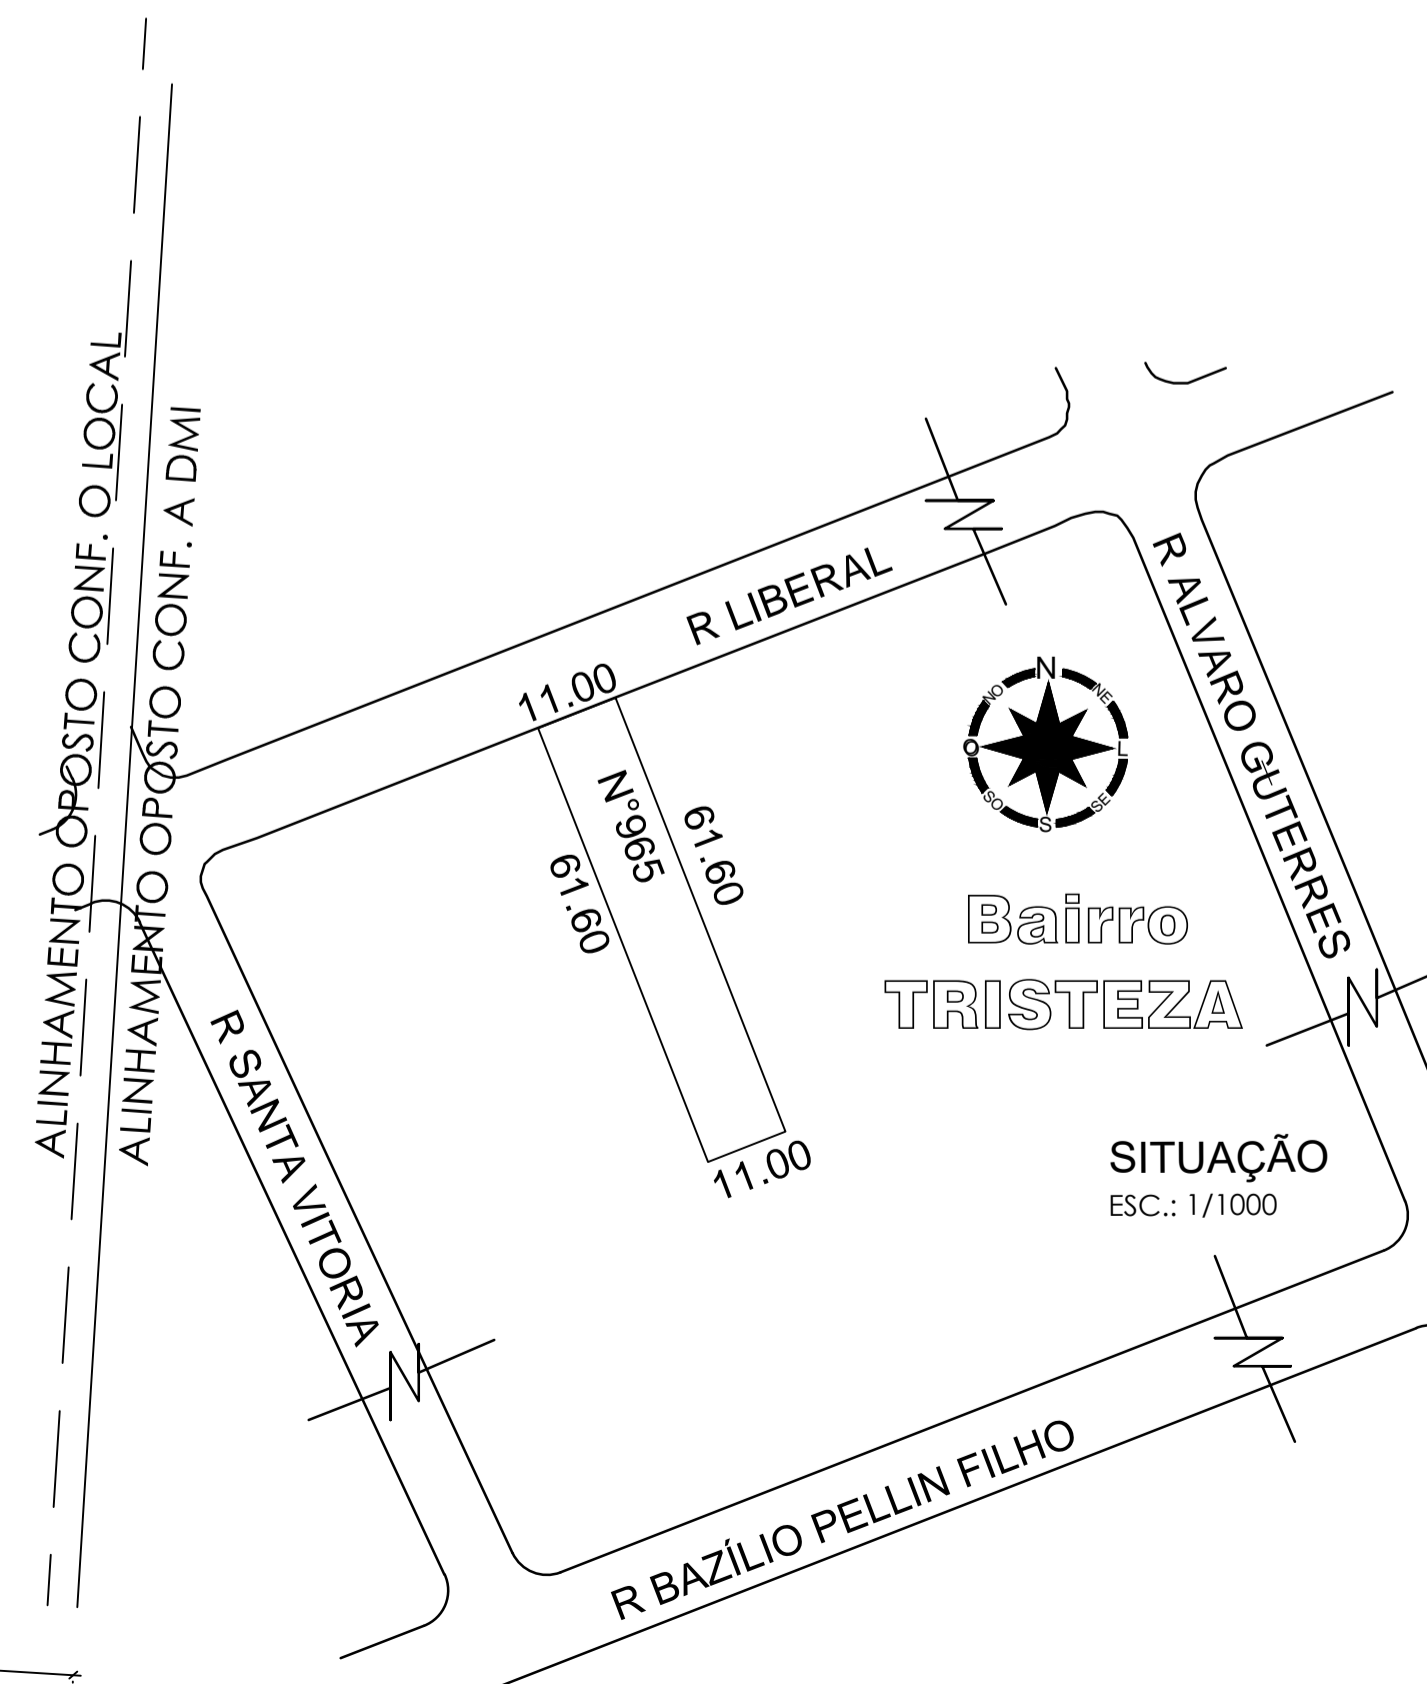 ALINHAMENTO OPOSTO CONF. O LOCAL
ALINHAMENTO OPOSTO CONF. A DMI
R LIBERAL
R ALVARO GUTERRES
11.00
N°965
61.60
61.60
11.00
N
NO
NE
O
L
SO
SE
S
Bairro
TRISTEZA
R SANTA VITORIA
SITUAÇÃO
ESC.: 1/1000
R BAZÍLIO PELLIN FILHO